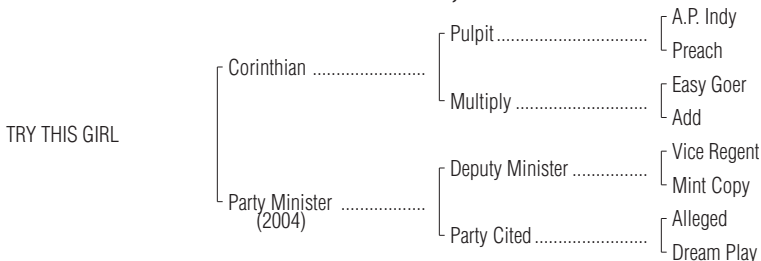 A.P. Indy
Pulpit
Preach
Corinthian
Easy Goer
Multiply
Add
TRY THIS GIRL
Vice Regent
Deputy Minister
Mint Copy
Party Minister
(2004)
Alleged
Party Cited
Dream Play